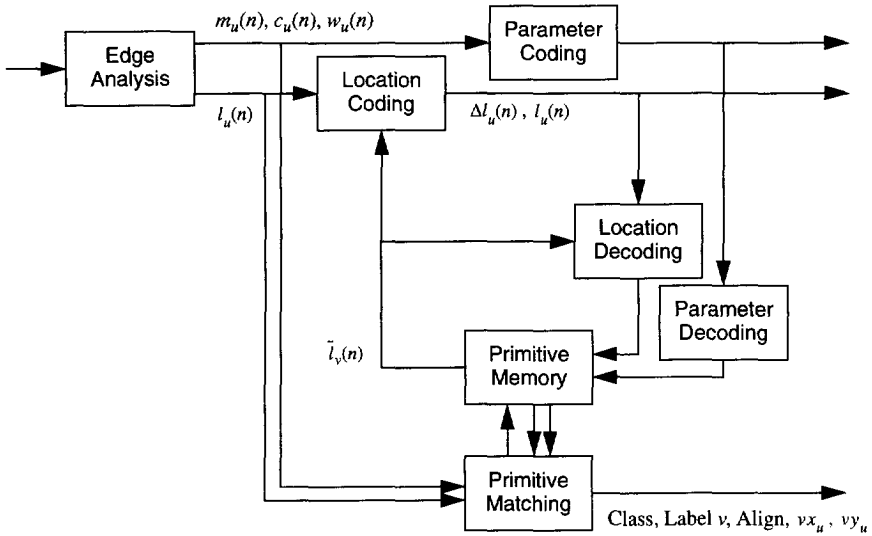 m_u(n), c_u(n), w_u(n)
Edge
Analysis
Parameter
Coding
Location
Coding
l_u(n)
Δl_u(n) , l_u(n)
Location
Decoding
Parameter
Decoding
l̃_v(n)
Primitive
Memory
Primitive
Matching
Class, Label v, Align, vx_u , vy_u